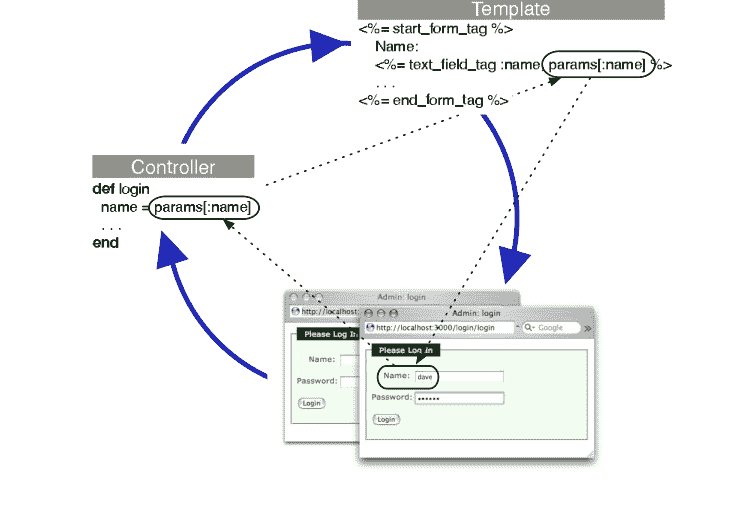 Template
<%= start_form_tag %>
Name:
<%= text_field_tag :name, params[:name] %>
. . .
<%= end_form_tag %>
Controller
def login
name = params[:name]
. . .
end
Admin: login
http://localhost
Please Log In
Name:
Password:
Login
Admin: login
http://localhost:3000/login/login
Google
Please Log In
Name: dave
Password: ••••••
Login